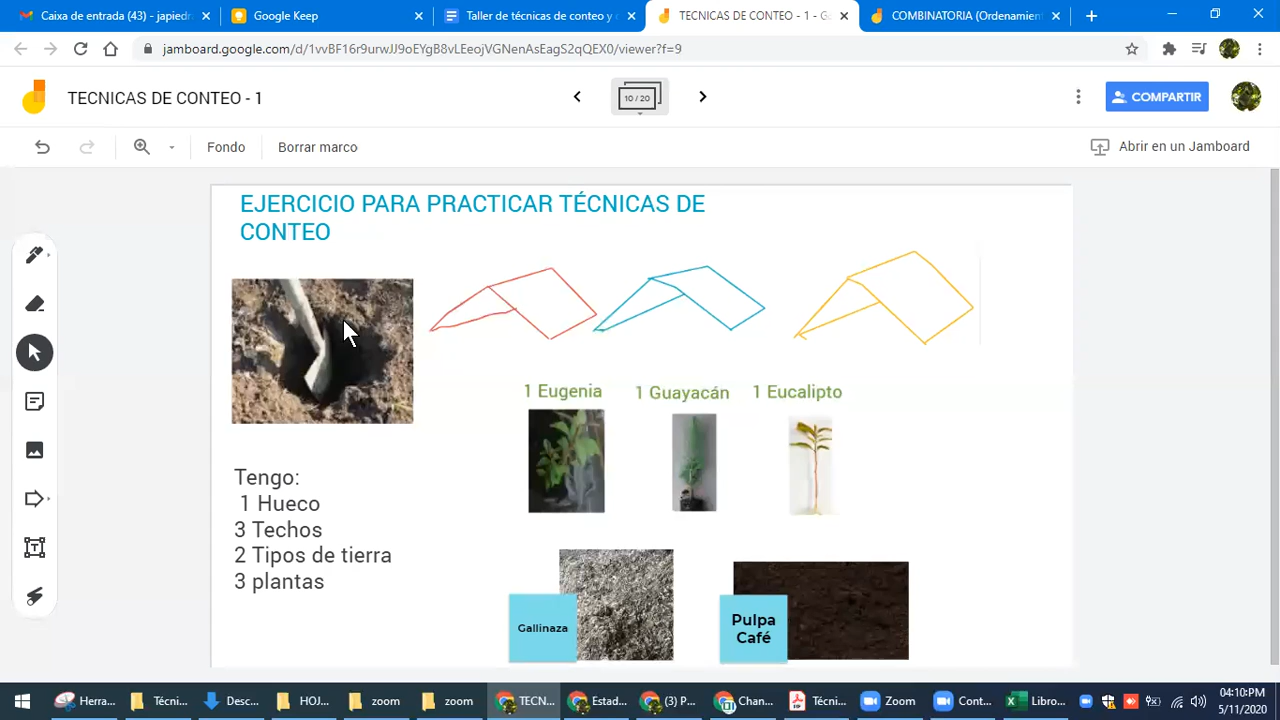 Caixa de entrada (43) - japiedr
Google Keep
Taller de técnicas de conteo y
TECNICAS DE CONTEO - 1 - G
COMBINATORIA (Ordenamien
jamboard.google.com/d/1vvBF16r9urwJJ9oEYgB8vLEeojVGNenAsEagS2qQEX0/viewer?f=9
TECNICAS DE CONTEO - 1
10 / 20
COMPARTIR
Fondo
Borrar marco
Abrir en un Jamboard
EJERCICIO PARA PRACTICAR TÉCNICAS DE
CONTEO
1 Eugenia
1 Guayacán
1 Eucalipto
Tengo:
1 Hueco
3 Techos
2 Tipos de tierra
3 plantas
Gallinaza
Pulpa
Café
Herra...
Técni...
Desc...
HOJ...
zoom
zoom
TECN...
Estad...
(3) P...
Chan...
Técni...
Zoom
Cont...
Libro...
04:10:PM
5/11/2020